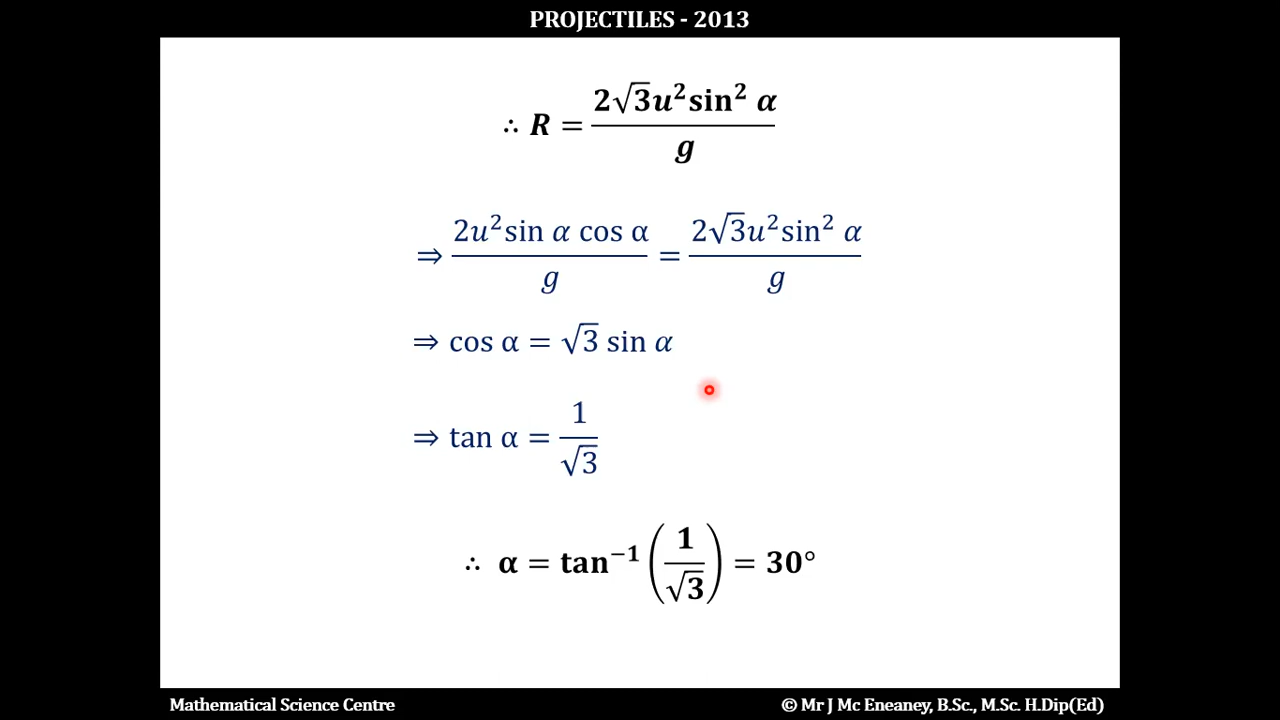 PROJECTILES - 2013
∴ R = 2√3u²sin² α / g
⇒ 2u²sin α cos α / g = 2√3u²sin² α / g
⇒ cos α = √3 sin α
⇒ tan α = 1 / √3
∴ α = tan⁻¹ (1 / √3) = 30°
Mathematical Science Centre
© Mr J Mc Eneaney, B.Sc., M.Sc. H.Dip(Ed)